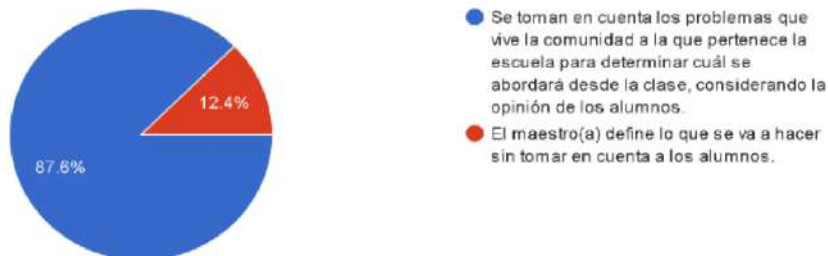 Se toman en cuenta los problemas que
vive la comunidad a la que pertenece la
escuela para determinar cuál se
abordará desde la clase, considerando la
opinión de los alumnos.
El maestro(a) define lo que se va a hacer
sin tomar en cuenta a los alumnos.
12.4%
87.6%